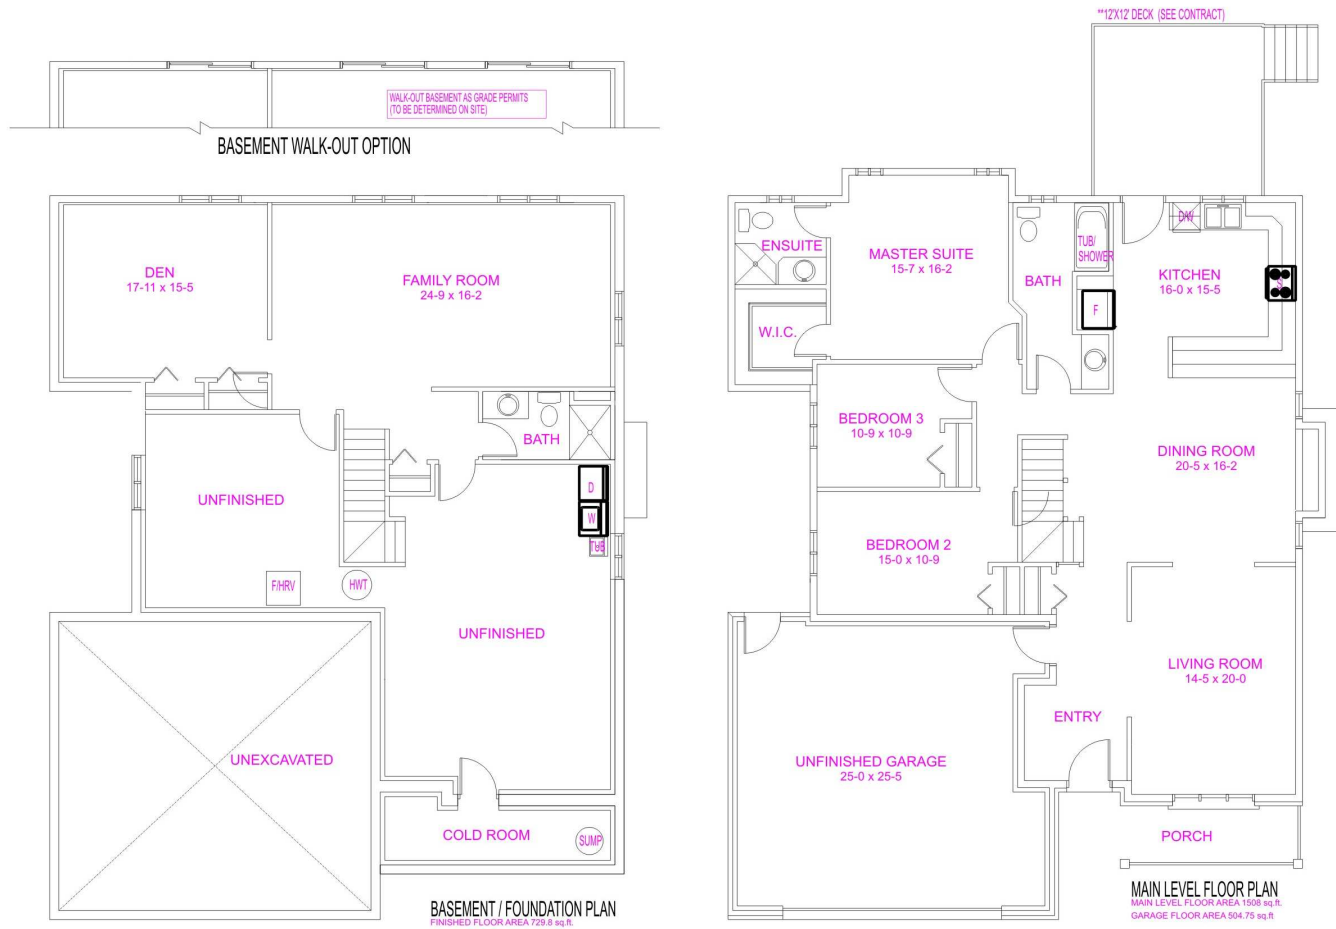 **12'X12' DECK (SEE CONTRACT)
WALK-OUT BASEMENT AS GRADE PERMITS
(TO BE DETERMINED ON SITE)
BASEMENT WALK-OUT OPTION
DEN
17-11 x 15-5
FAMILY ROOM
24-9 x 16-2
BATH
UNFINISHED
D
W
TUB
F/HRV
HWT
UNFINISHED
UNEXCAVATED
COLD ROOM
SUMP
BASEMENT / FOUNDATION PLAN
FINISHED FLOOR AREA 729.8 sq.ft.
ENSUITE
MASTER SUITE
15-7 x 16-2
W.I.C.
BATH
TUB/
SHOWER
F
D/W
KITCHEN
16-0 x 15-5
S
BEDROOM 3
10-9 x 10-9
DINING ROOM
20-5 x 16-2
BEDROOM 2
15-0 x 10-9
LIVING ROOM
14-5 x 20-0
ENTRY
UNFINISHED GARAGE
25-0 x 25-5
PORCH
MAIN LEVEL FLOOR PLAN
MAIN LEVEL FLOOR AREA 1508 sq.ft.
GARAGE FLOOR AREA 504.75 sq.ft